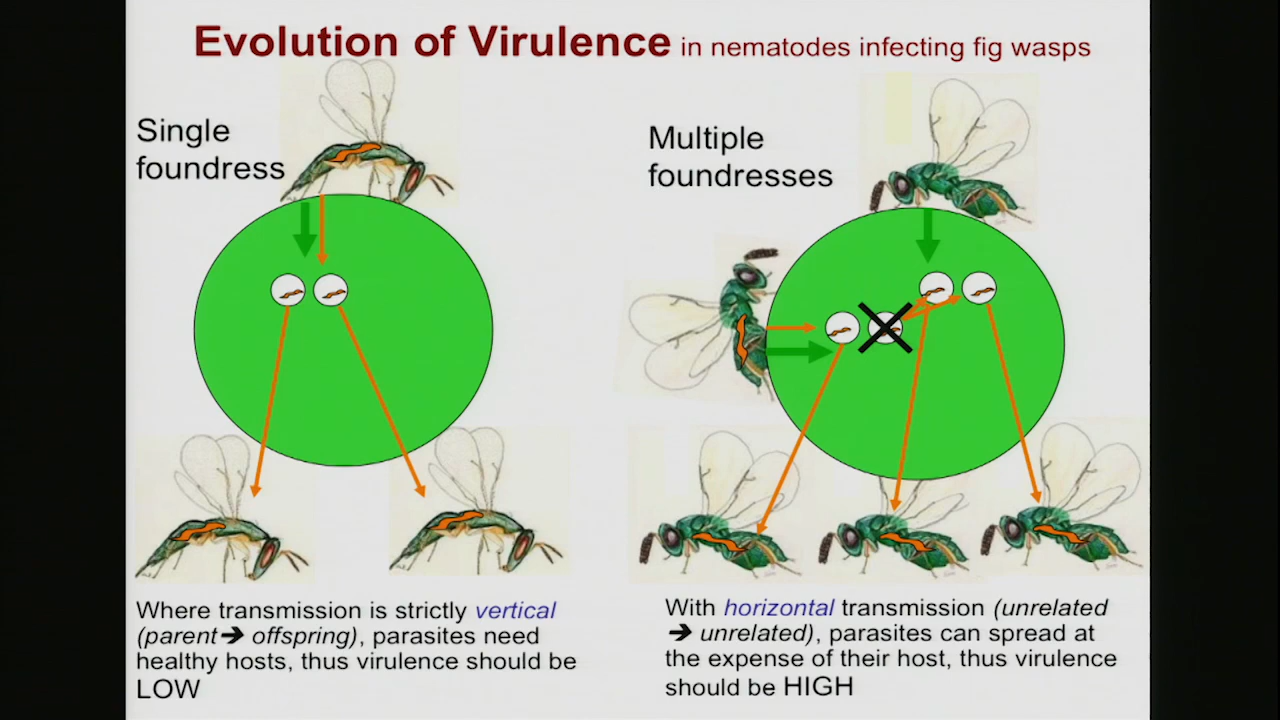 Evolution of Virulence in nematodes infecting fig wasps
Single
foundress
Multiple
foundresses
Where transmission is strictly vertical
(parent➔ offspring), parasites need
healthy hosts, thus virulence should be
LOW
With horizontal transmission (unrelated
➔ unrelated), parasites can spread at
the expense of their host, thus virulence
should be HIGH